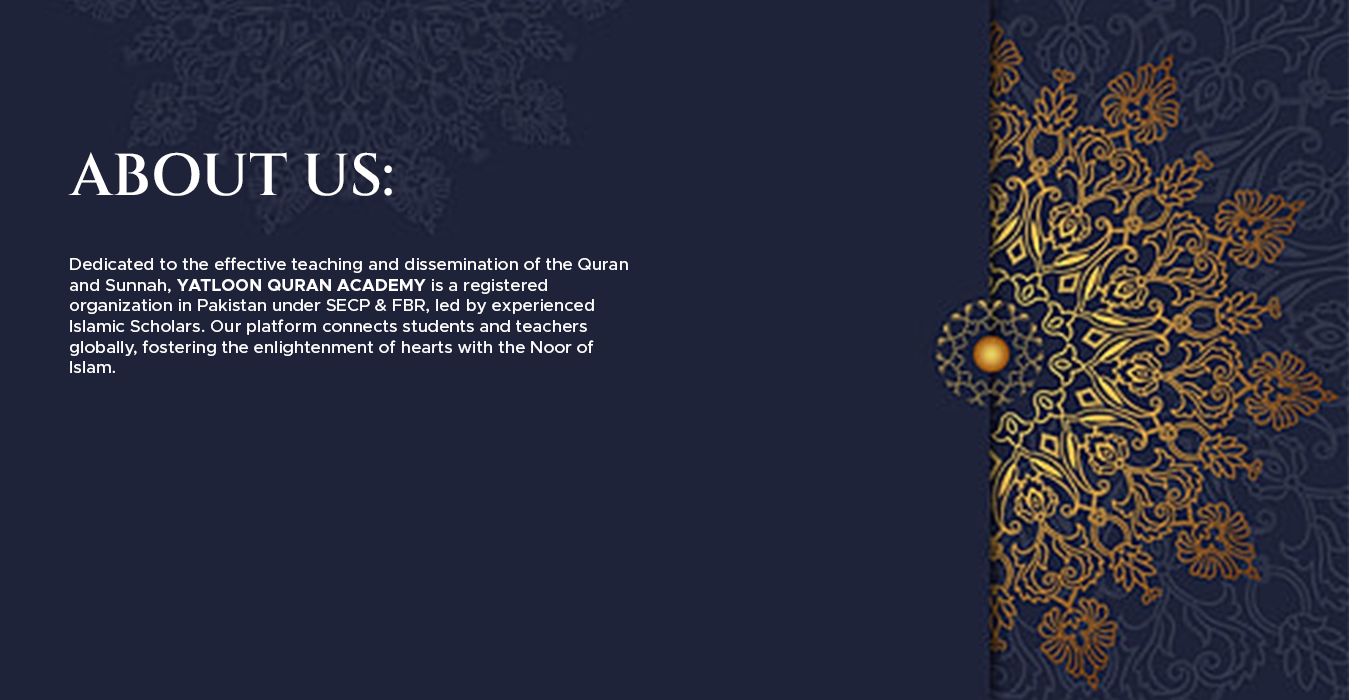 ABOUT US:
Dedicated to the effective teaching and dissemination of the Quran
and Sunnah, YATLOON QURAN ACADEMY is a registered
organization in Pakistan under SECP & FBR, led by experienced
Islamic Scholars. Our platform connects students and teachers
globally, fostering the enlightenment of hearts with the Noor of
Islam.